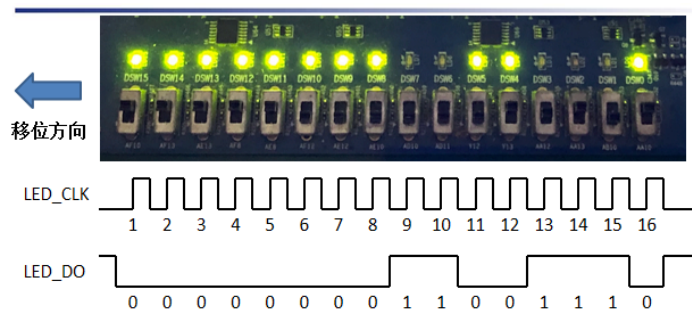 DSW15 DSW14 DSW13 DSW12 DSW11 DSW10 DSW9 DSW8 DSW7 DSW6 DSW5 DSW4 DSW3 DSW2 DSW1 DSW0
移位方向
LED_CLK
1 2 3 4 5 6 7 8 9 10 11 12 13 14 15 16
LED_DO
0 0 0 0 0 0 0 0 1 1 0 0 1 1 1 0